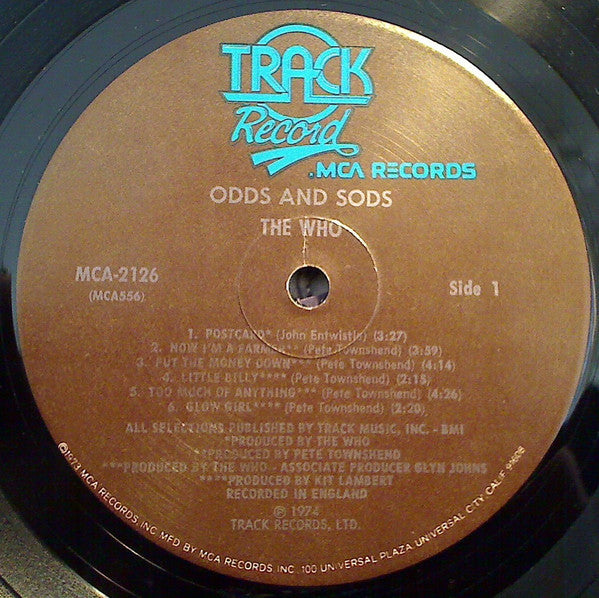 TRACK
Record
.MCA RECORDS
ODDS AND SODS
THE WHO
MCA-2126
(MCA556)
Side 1
1. POSTCARD* (John Entwistle) (3:27)
2. NOW I'M A FARMER** (Pete Townshend) (3:59)
3. PUT THE MONEY DOWN*** (Pete Townshend) (4:14)
4. LITTLE BILLY**** (Pete Townshend) (2:15)
5. TOO MUCH OF ANYTHING*** (Pete Townshend) (4:26)
6. GLOW GIRL**** (Pete Townshend) (2:20)
ALL SELECTIONS PUBLISHED BY TRACK MUSIC, INC. - BMI
*PRODUCED BY THE WHO
**PRODUCED BY PETE TOWNSHEND
***PRODUCED BY THE WHO - ASSOCIATE PRODUCER GLYN JOHNS
****PRODUCED BY KIT LAMBERT
RECORDED IN ENGLAND
℗ 1974
TRACK RECORDS, LTD.
©1973 MCA RECORDS INC MFD BY MCA RECORDS INC. 100 UNIVERSAL PLAZA UNIVERSAL CITY, CALIF. 91608